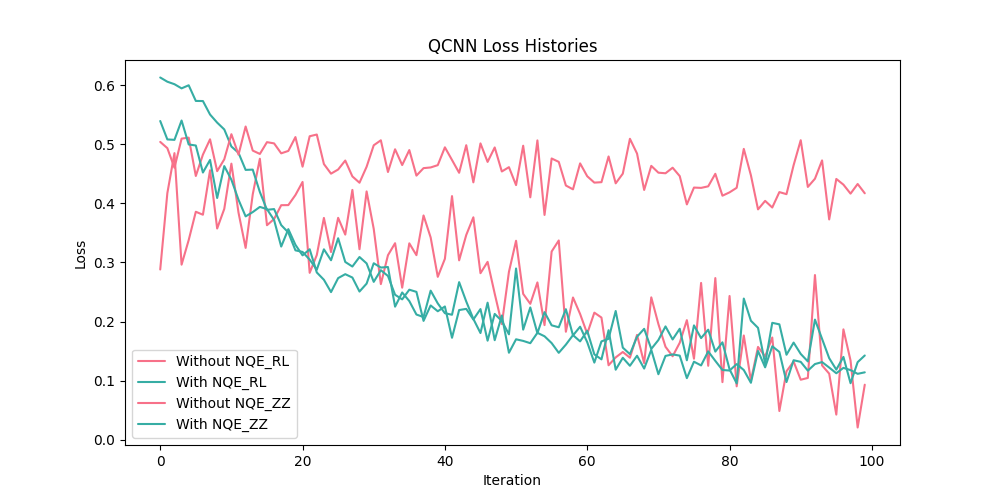 QCNN Loss Histories
Loss
0.6
0.5
0.4
0.3
0.2
0.1
0.0
Without NQE_RL
With NQE_RL
Without NQE_ZZ
With NQE_ZZ
0 20 40 60 80 100
Iteration